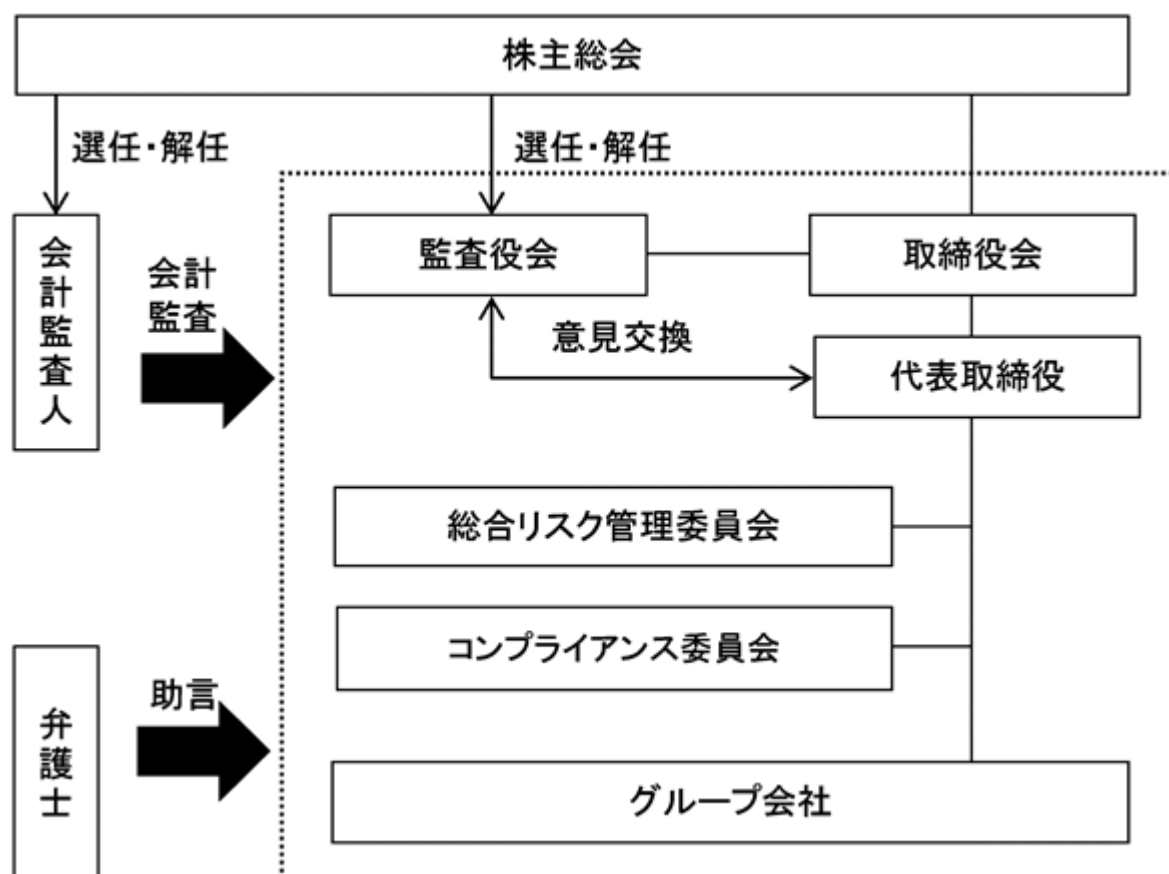 株主総会
選任・解任
選任・解任
会計監査人
会計
監査
監査役会
取締役会
意見交換
代表取締役
総合リスク管理委員会
コンプライアンス委員会
弁護士
助言
グループ会社